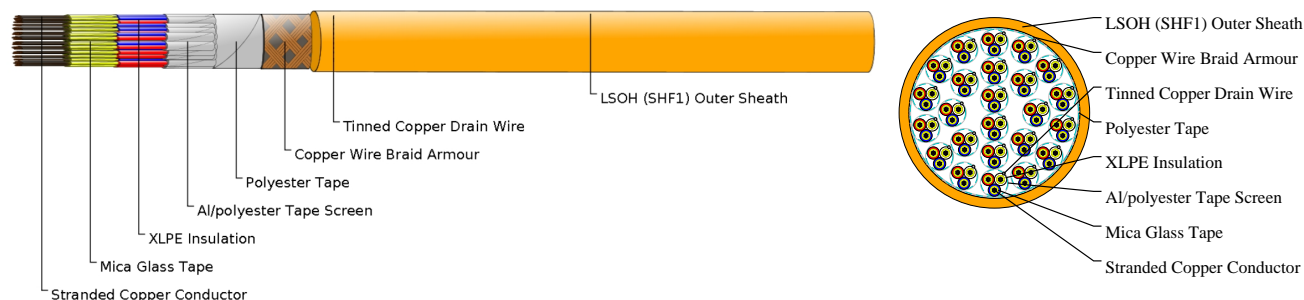 LSOH (SHF1) Outer Sheath
Tinned Copper Drain Wire
Copper Wire Braid Armour
Polyester Tape
Al/polyester Tape Screen
XLPE Insulation
Mica Glass Tape
Stranded Copper Conductor
LSOH (SHF1) Outer Sheath
Copper Wire Braid Armour
Tinned Copper Drain Wire
Polyester Tape
XLPE Insulation
Al/polyester Tape Screen
Mica Glass Tape
Stranded Copper Conductor